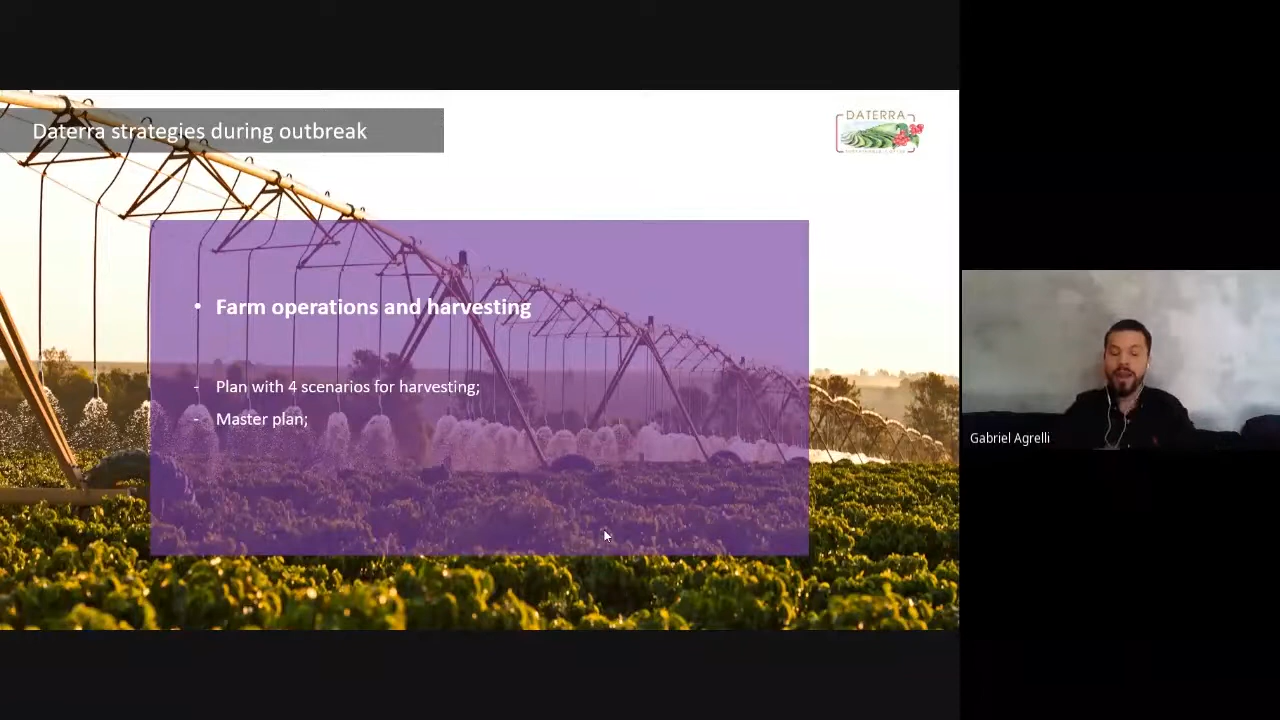 Daterra strategies during outbreak
DATERRA
• Farm operations and harvesting
- Plan with 4 scenarios for harvesting;
- Master plan;
Gabriel Agrelli